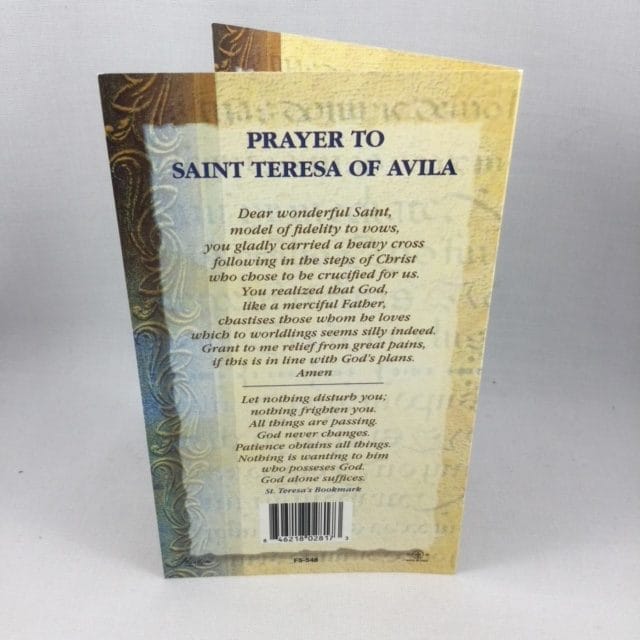 PRAYER TO
SAINT TERESA OF AVILA
Dear wonderful Saint,
model of fidelity to vows,
you gladly carried a heavy cross
following in the steps of Christ
who chose to be crucified for us.
You realized that God,
like a merciful Father,
chastises those whom he loves
which to worldlings seems silly indeed.
Grant to me relief from great pains,
if this is in line with God's plans.
Amen
Let nothing disturb you;
nothing frighten you.
All things are passing.
God never changes.
Patience obtains all things.
Nothing is wanting to him
who posseses God.
God alone suffices.
St. Teresa's Bookmark
8 46218 02817 3
FS-548